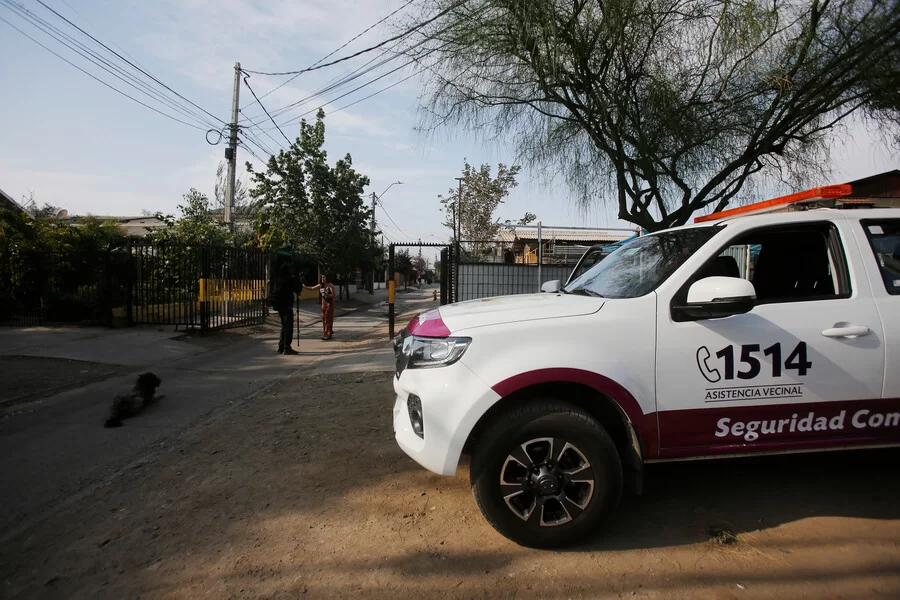 1514
ASISTENCIA VECINAL
Seguridad Com